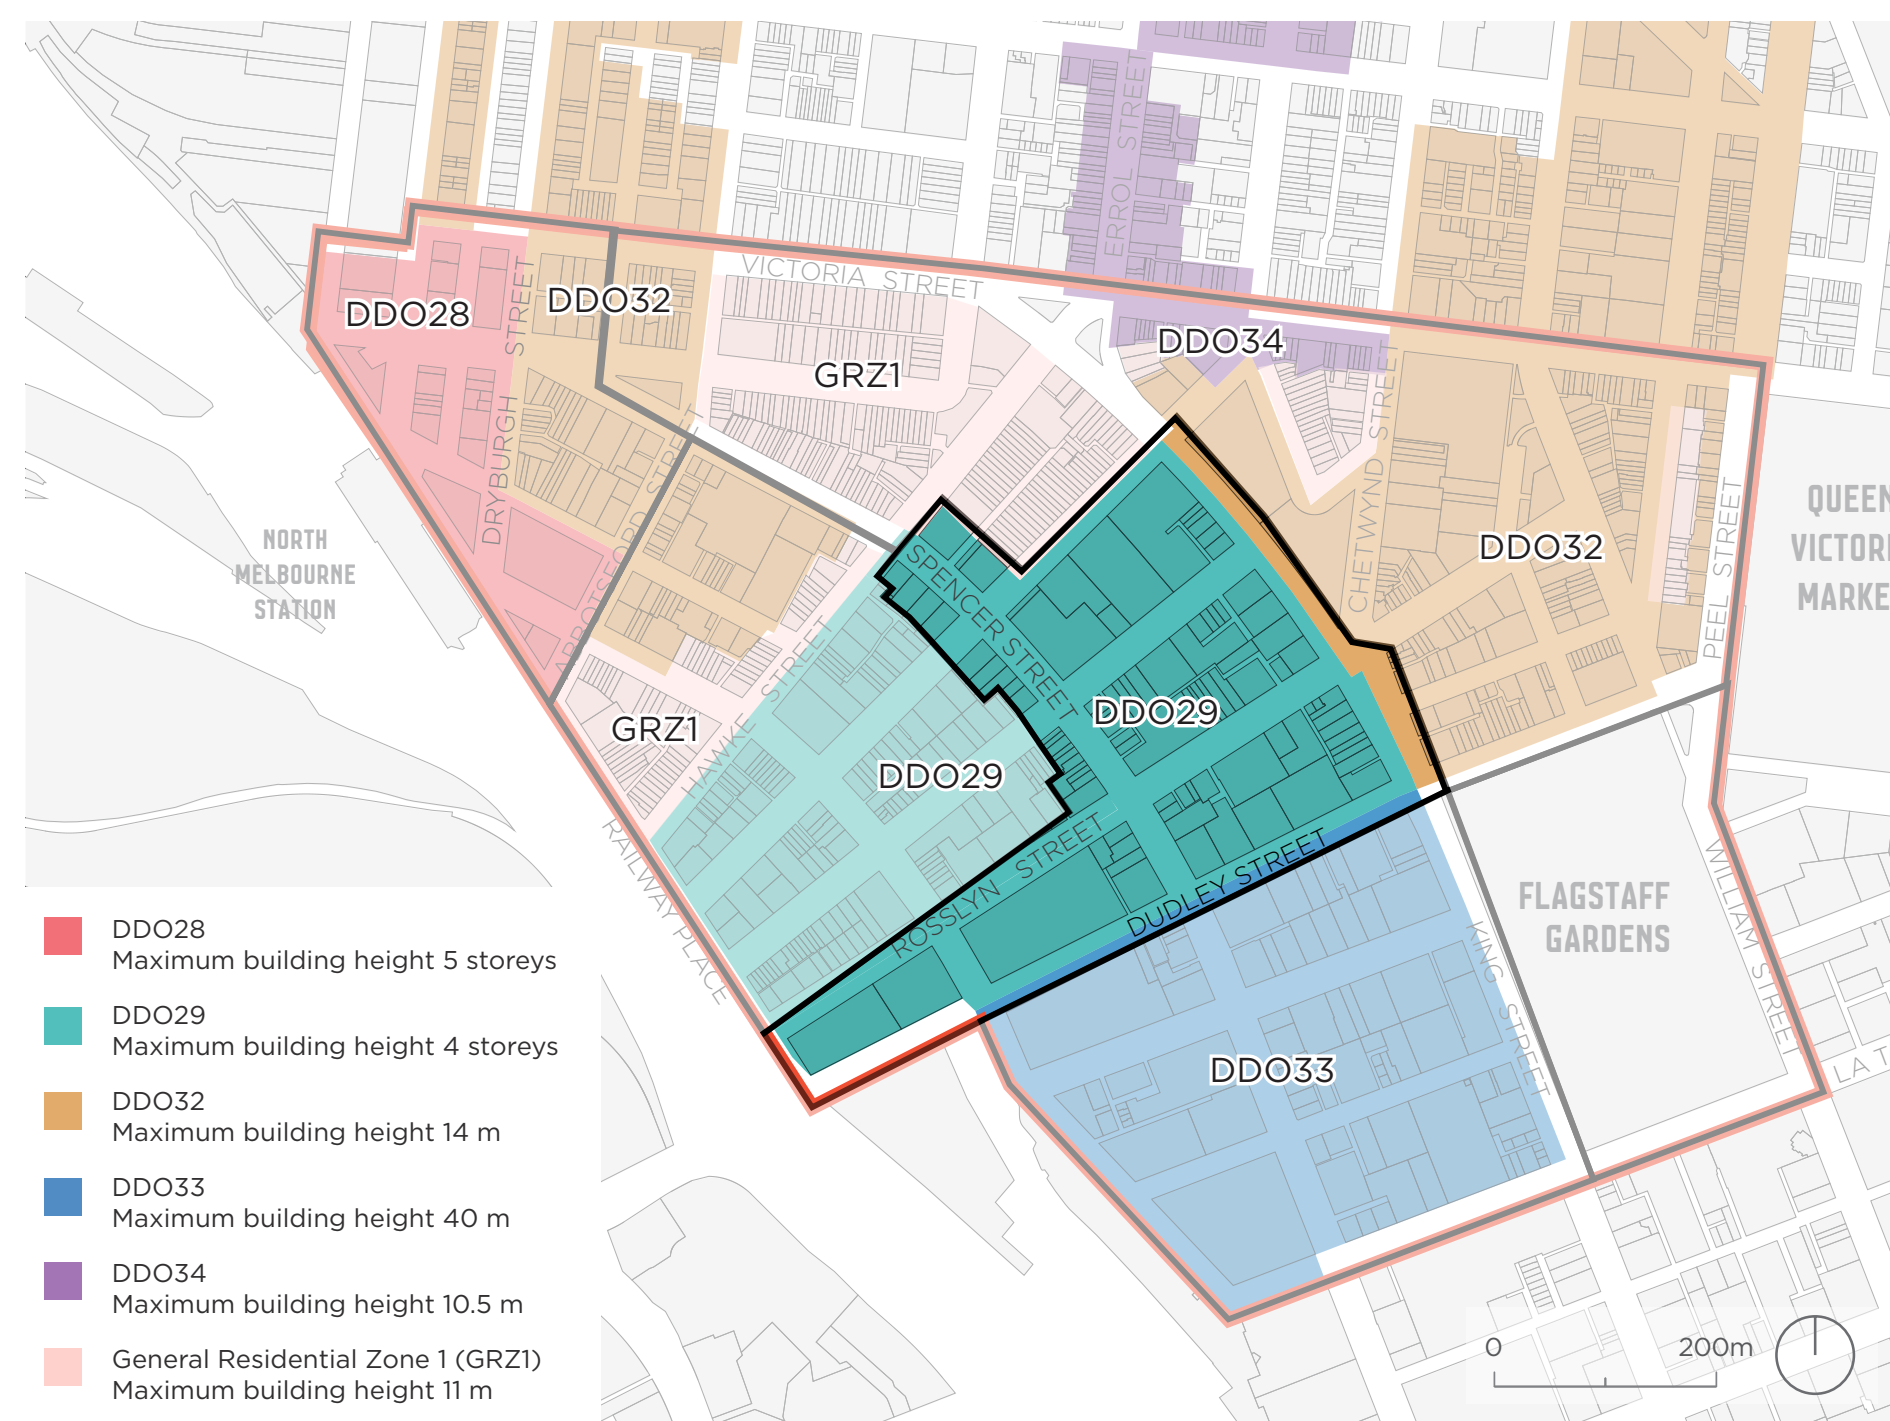 ERROL STREET
VICTORIA STREET
DDO28
DDO32
DDO34
GRZ1
DRYBURGH STREET
ABBOTSFORD STREET
CHETWYND STREET
DDO32
PEEL STREET
QUEEN
VICTORI
MARKE
NORTH
MELBOURNE
STATION
SPENCER STREET
HAWKE STREET
GRZ1
DDO29
DDO29
RAILWAY PLACE
ROSSLYN STREET
DUDLEY STREET
KING STREET
FLAGSTAFF
GARDENS
WILLIAM STREET
LA T
DDO33
DDO28
Maximum building height 5 storeys
DDO29
Maximum building height 4 storeys
DDO32
Maximum building height 14 m
DDO33
Maximum building height 40 m
DDO34
Maximum building height 10.5 m
General Residential Zone 1 (GRZ1)
Maximum building height 11 m
0 200m